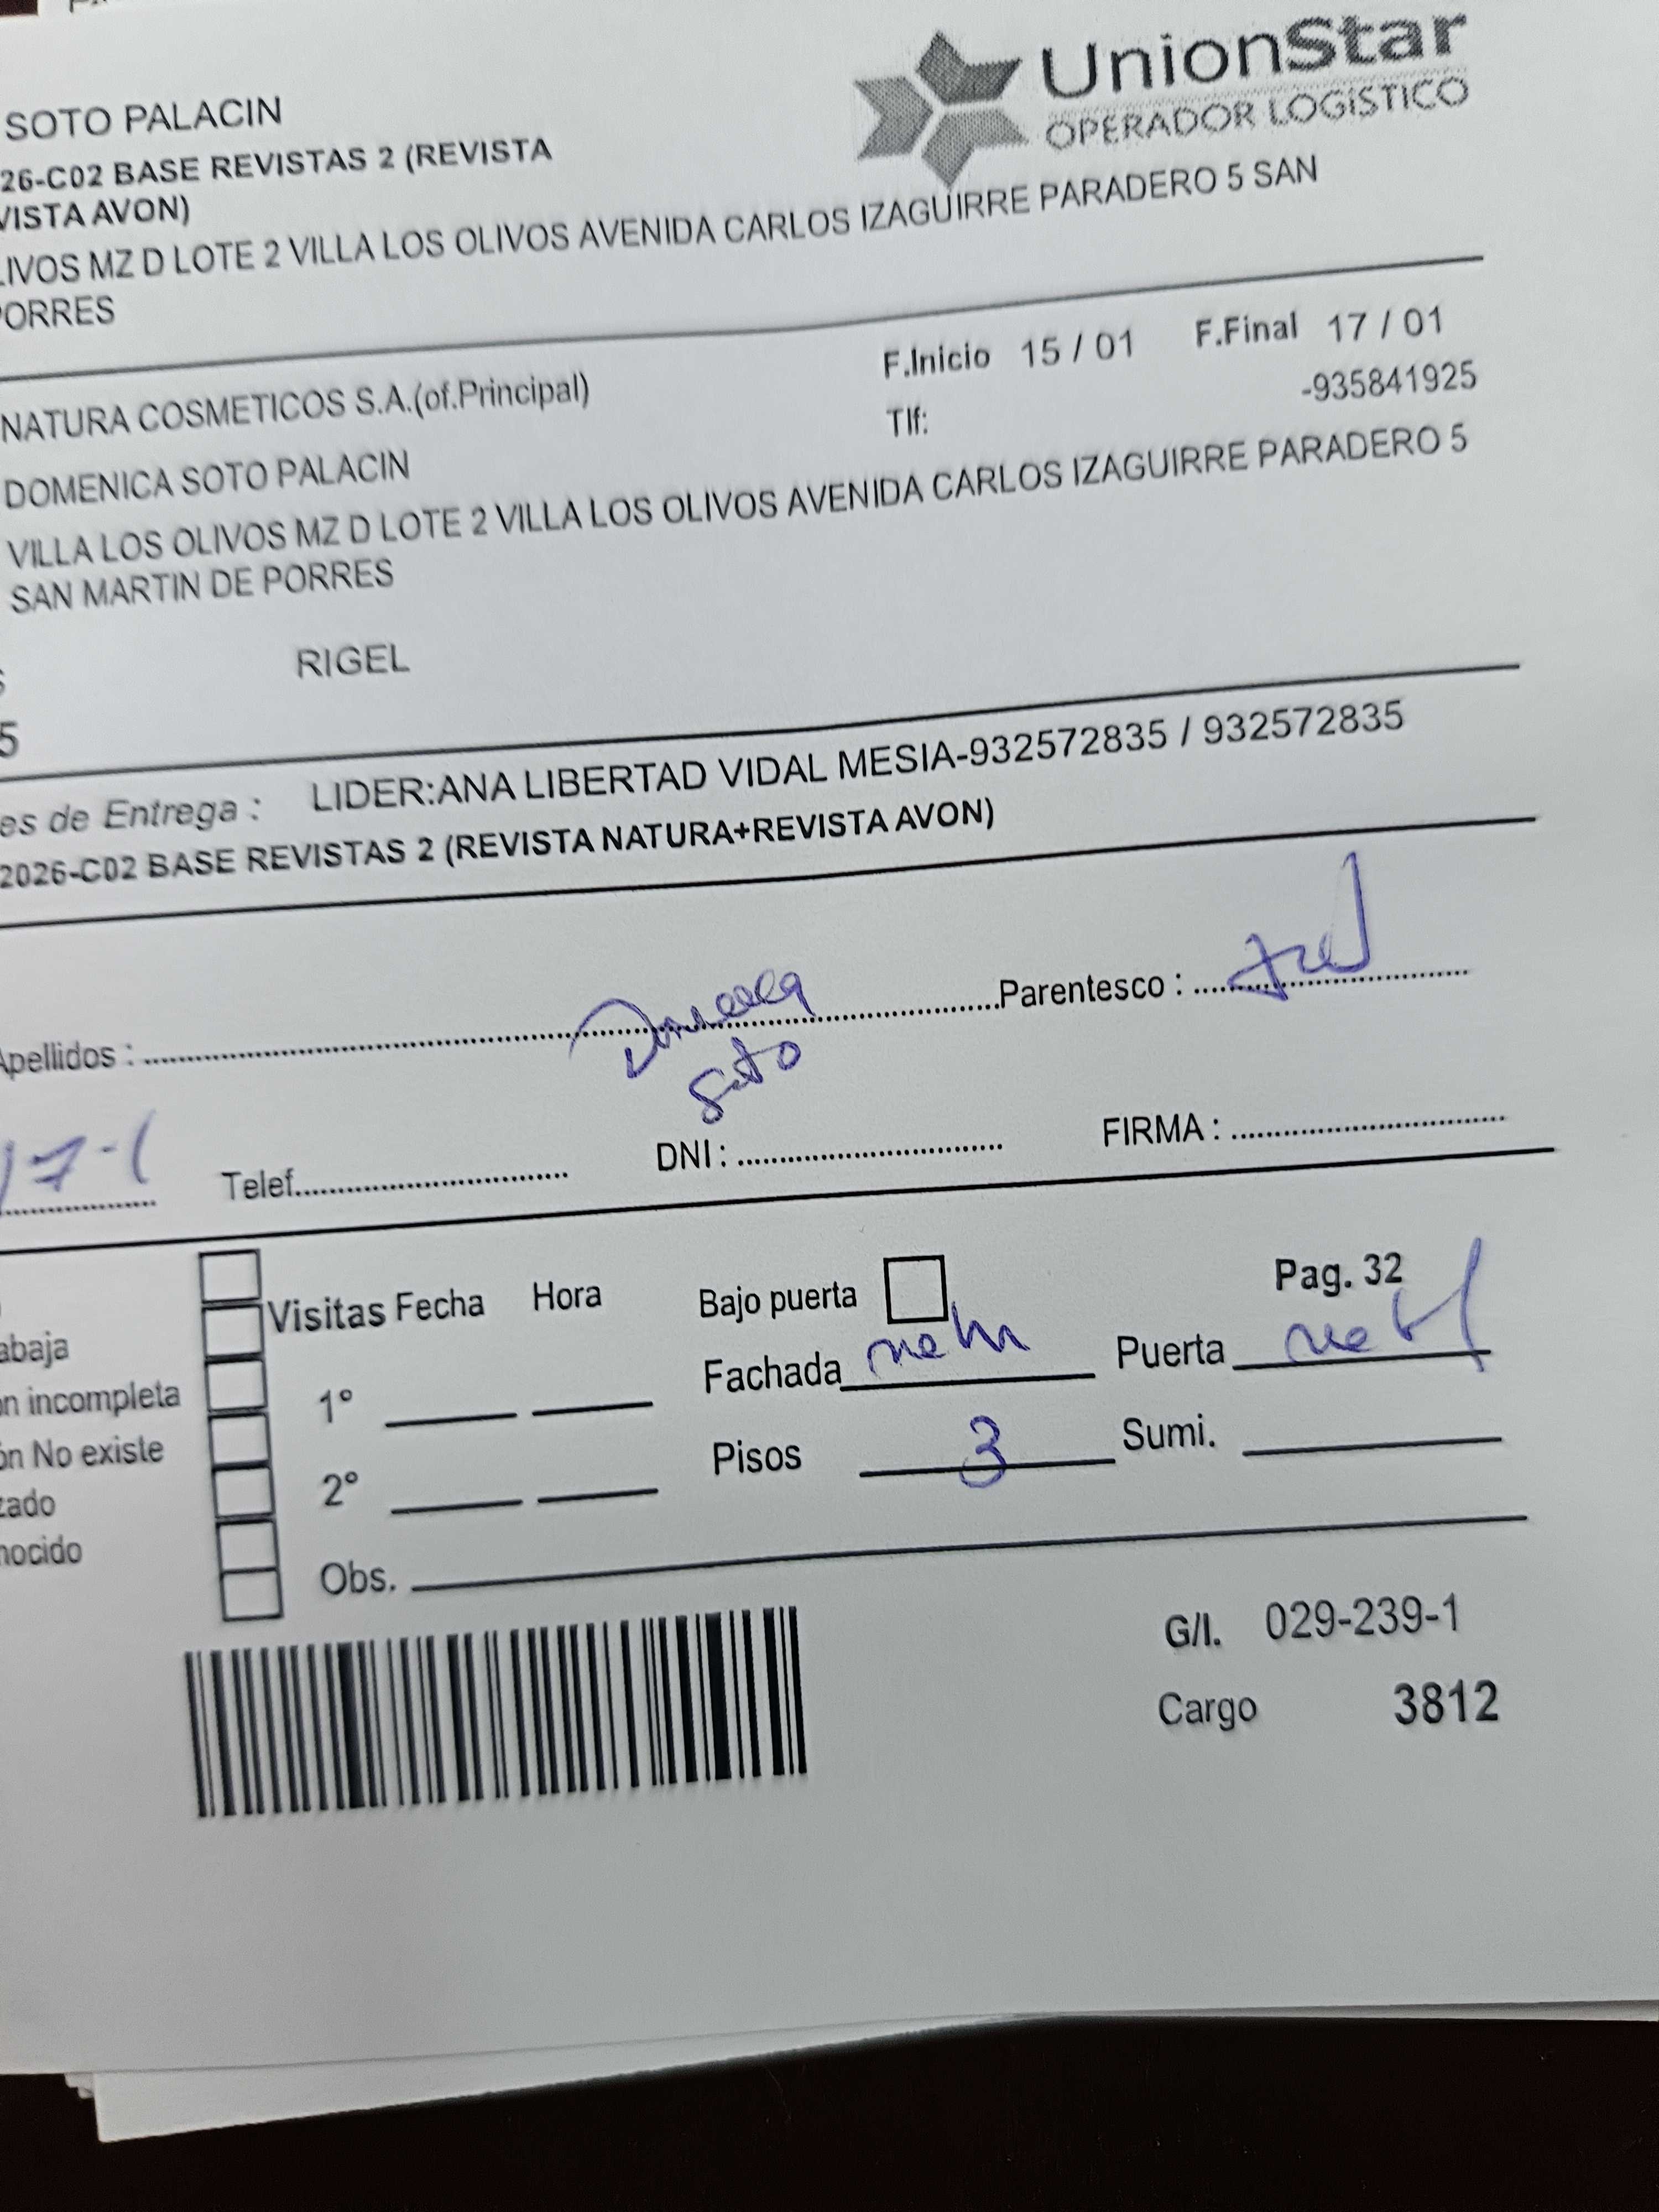 UnionStar
OPERADOR LOGÍSTICO
SOTO PALACIN
26-C02 BASE REVISTAS 2 (REVISTA
VISTA AVON)
LIVOS MZ D LOTE 2 VILLA LOS OLIVOS AVENIDA CARLOS IZAGUIRRE PARADERO 5 SAN
PORRES
F.Inicio 15 / 01 F.Final 17 / 01
NATURA COSMETICOS S.A.(of.Principal)
Tlf: -935841925
DOMENICA SOTO PALACIN
VILLA LOS OLIVOS MZ D LOTE 2 VILLA LOS OLIVOS AVENIDA CARLOS IZAGUIRRE PARADERO 5
SAN MARTIN DE PORRES
RIGEL
5
es de Entrega : LIDER:ANA LIBERTAD VIDAL MESIA-932572835 / 932572835
2026-C02 BASE REVISTAS 2 (REVISTA NATURA+REVISTA AVON)
Apellidos : Parentesco :
Soto
17-1 Telef. DNI : FIRMA :
Visitas Fecha Hora Bajo puerta Pag. 32
abaja
Fachada Puerta
ón incompleta 1°
ón No existe Pisos 3 Sumi.
zado 2°
nocido
Obs.
G/I. 029-239-1
Cargo 3812